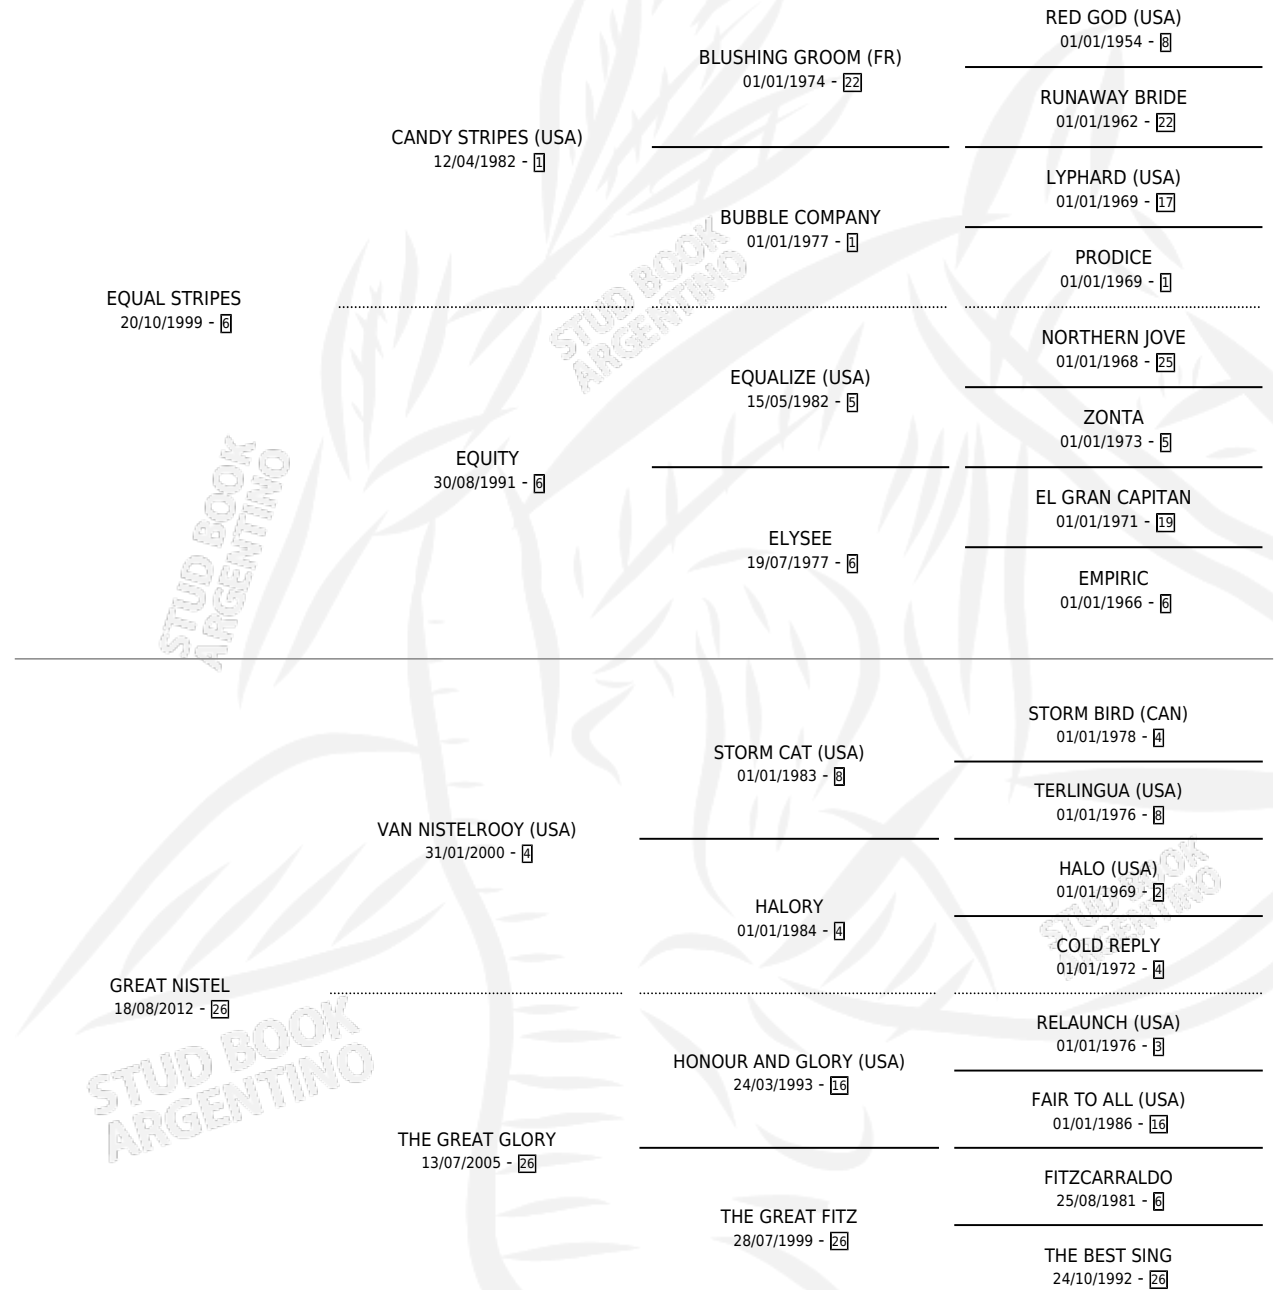 RED GOD (USA)
01/01/1954 - 8
BLUSHING GROOM (FR)
01/01/1974 - 22
RUNAWAY BRIDE
01/01/1962 - 22
CANDY STRIPES (USA)
12/04/1982 - 1
LYPHARD (USA)
01/01/1969 - 17
BUBBLE COMPANY
01/01/1977 - 1
PRODICE
01/01/1969 - 1
EQUAL STRIPES
20/10/1999 - 6
NORTHERN JOVE
01/01/1968 - 25
EQUALIZE (USA)
15/05/1982 - 5
ZONTA
01/01/1973 - 5
EQUITY
30/08/1991 - 6
EL GRAN CAPITAN
01/01/1971 - 19
ELYSEE
19/07/1977 - 6
EMPIRIC
01/01/1966 - 6
STORM BIRD (CAN)
01/01/1978 - 4
STORM CAT (USA)
01/01/1983 - 8
TERLINGUA (USA)
01/01/1976 - 8
VAN NISTELROOY (USA)
31/01/2000 - 4
HALO (USA)
01/01/1969 - 2
HALORY
01/01/1984 - 4
COLD REPLY
01/01/1972 - 4
GREAT NISTEL
18/08/2012 - 26
RELAUNCH (USA)
01/01/1976 - 3
HONOUR AND GLORY (USA)
24/03/1993 - 16
FAIR TO ALL (USA)
01/01/1986 - 16
THE GREAT GLORY
13/07/2005 - 26
FITZCARRALDO
25/08/1981 - 6
THE GREAT FITZ
28/07/1999 - 26
THE BEST SING
24/10/1992 - 26
STUD BOOK
ARGENTINO
STUD BOOK
ARGENTINO
STUD BOOK
ARGENTINO
STUD BOOK
ARGENTINO